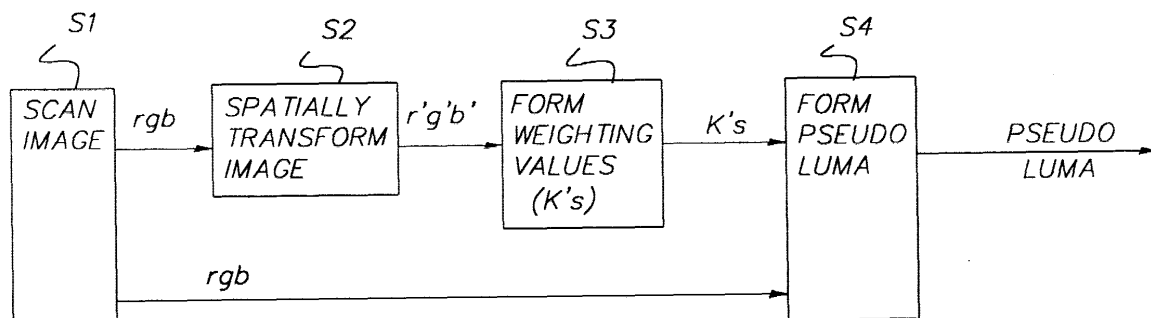 S1
S2
S3
S4
SCAN
IMAGE
rgb
SPATIALLY
TRANSFORM
IMAGE
r'g'b'
FORM
WEIGHTING
VALUES
(K's)
K's
FORM
PSEUDO
LUMA
PSEUDO
LUMA
rgb